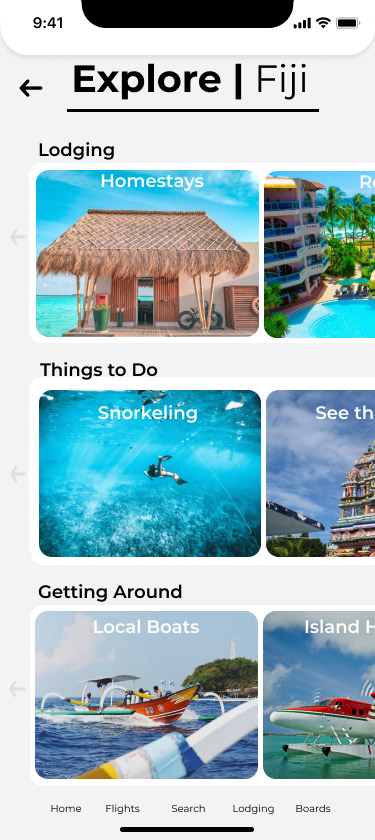 9:41
Explore | Fiji
Lodging
Homestays
Things to Do
Snorkeling
See th
Getting Around
Local Boats
Island H
Home Flights Search Lodging Boards